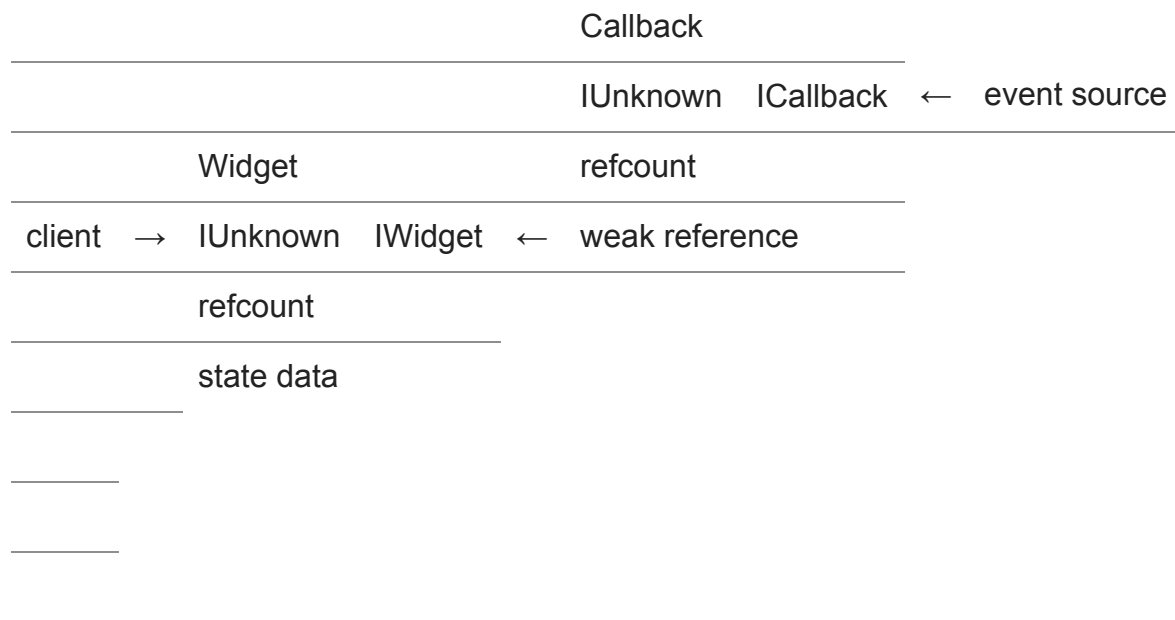 Callback
IUnknown ICallback ← event source
Widget refcount
client → IUnknown IWidget ← weak reference
refcount
state data